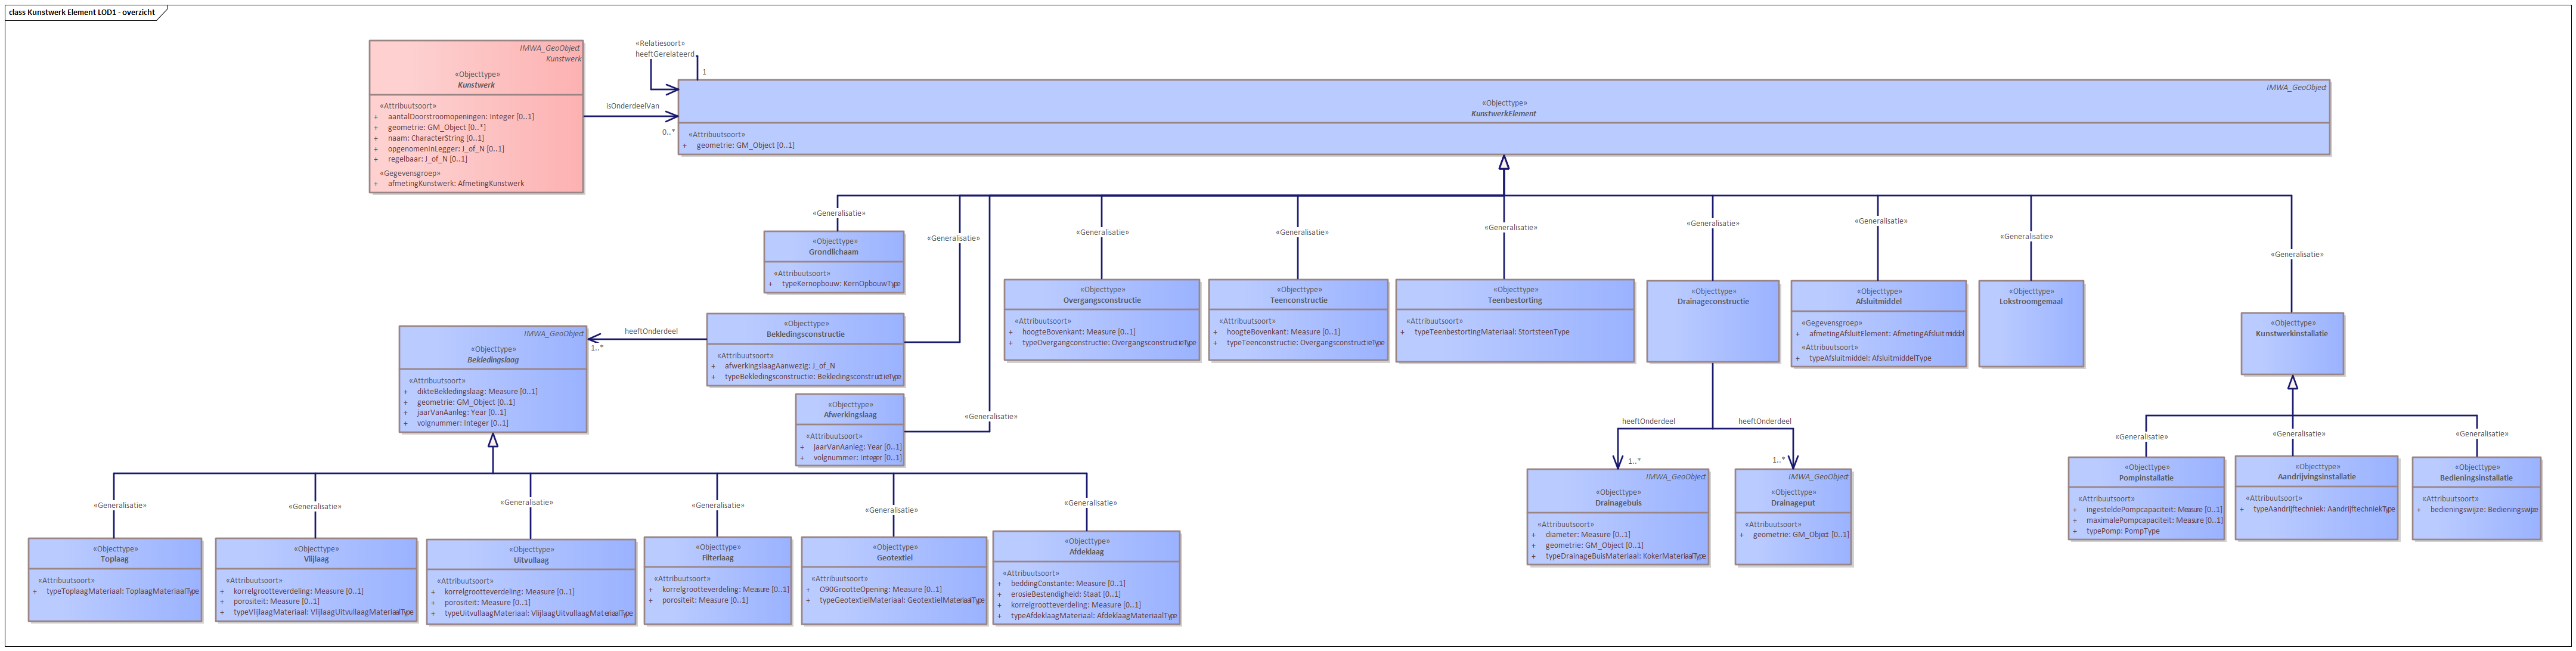 class Kunstwerk Element LOD1 - overzicht
IMWA_GeoObject
Kunstwerk
«Objecttype»
Kunstwerk
«Attribuutsoort»
+ aantalDoorstroomopeningen: Integer [0..1]
+ geometrie: GM_Object [0..*]
+ naam: CharacterString [0..1]
+ opgenomenInLegger: J_of_N [0..1]
+ regelbaar: J_of_N [0..1]
«Gegevensgroep»
+ afmetingKunstwerk: AfmetingKunstwerk
«Relatiesoort»
heeftGerelateerd
1
isOnderdeelVan
0..*
IMWA_GeoObject
«Objecttype»
KunstwerkElement
«Attribuutsoort»
+ geometrie: GM_Object [0..1]
«Generalisatie»
«Generalisatie»
«Generalisatie»
«Generalisatie»
«Generalisatie»
«Generalisatie»
«Generalisatie»
«Generalisatie»
«Generalisatie»
«Generalisatie»
«Objecttype»
Grondlichaam
«Attribuutsoort»
+ typeKernopbouw: KernOpbouwType
«Objecttype»
Overgangsconstructie
«Attribuutsoort»
+ hoogteBovenkant: Measure [0..1]
+ typeOvergangconstructie: OvergangsconstructieType
«Objecttype»
Teenconstructie
«Attribuutsoort»
+ hoogteBovenkant: Measure [0..1]
+ typeTeenconstructie: OvergangsconstructieType
«Objecttype»
Teenbestorting
«Attribuutsoort»
+ typeTeenbestortingMateriaal: StortsteenType
«Objecttype»
Drainageconstructie
«Objecttype»
Afsluitmiddel
«Gegevensgroep»
+ afmetingAfsluitElement: AfmetingAfsluitmiddel
«Attribuutsoort»
+ typeAfsluitmiddel: AfsluitmiddelType
«Objecttype»
Lokstroomgemaal
«Objecttype»
Kunstwerkinstallatie
IMWA_GeoObject
«Objecttype»
Bekledingslaag
«Attribuutsoort»
+ dikteBekledingslaag: Measure [0..1]
+ geometrie: GM_Object [0..1]
+ jaarVanAanleg: Year [0..1]
+ volgnummer: Integer [0..1]
heeftOnderdeel
1..*
«Objecttype»
Bekledingsconstructie
«Attribuutsoort»
+ afwerkingslaagAanwezig: J_of_N
+ typeBekledingsconstructie: BekledingsconstructieType
«Objecttype»
Afwerkingslaag
«Attribuutsoort»
+ jaarVanAanleg: Year [0..1]
+ volgnummer: Integer [0..1]
heeftOnderdeel
heeftOnderdeel
1..*
1..*
«Generalisatie»
«Generalisatie»
«Generalisatie»
IMWA_GeoObject
«Objecttype»
Drainagebuis
«Attribuutsoort»
+ diameter: Measure [0..1]
+ geometrie: GM_Object [0..1]
+ typeDrainageBuisMateriaal: KokerMateriaalType
IMWA_GeoObject
«Objecttype»
Drainageput
«Attribuutsoort»
+ geometrie: GM_Object [0..1]
«Objecttype»
Pompinstallatie
«Attribuutsoort»
+ ingesteldePompcapaciteit: Measure [0..1]
+ maximalePompcapaciteit: Measure [0..1]
+ typePomp: PompType
«Objecttype»
Aandrijvingsinstallatie
«Attribuutsoort»
+ typeAandrijftechniek: AandrijftechniekType
«Objecttype»
Bedieningsinstallatie
«Attribuutsoort»
+ bedieningswijze: Bedieningswijze
«Generalisatie»
«Generalisatie»
«Generalisatie»
«Generalisatie»
«Generalisatie»
«Generalisatie»
«Objecttype»
Toplaag
«Attribuutsoort»
+ typeToplaagMateriaal: ToplaagMateriaalType
«Objecttype»
Vlijlaag
«Attribuutsoort»
+ korrelgrootteverdeling: Measure [0..1]
+ porositeit: Measure [0..1]
+ typeVlijlaagMateriaal: VlijlaagUitvullaagMateriaalType
«Objecttype»
Uitvullaag
«Attribuutsoort»
+ korrelgrootteverdeling: Measure [0..1]
+ porositeit: Measure [0..1]
+ typeUitvullaagMateriaal: VlijlaagUitvullaagMateriaalType
«Objecttype»
Filterlaag
«Attribuutsoort»
+ korrelgrootteverdeling: Measure [0..1]
+ porositeit: Measure [0..1]
«Objecttype»
Geotextiel
«Attribuutsoort»
+ O90GrootteOpening: Measure [0..1]
+ typeGeotextielMateriaal: GeotextielMateriaalType
«Objecttype»
Afdeklaag
«Attribuutsoort»
+ beddingConstante: Measure [0..1]
+ erosieBestendigheid: Staat [0..1]
+ korrelgrootteverdeling: Measure [0..1]
+ typeAfdeklaagMateriaal: AfdeklaagMateriaalType